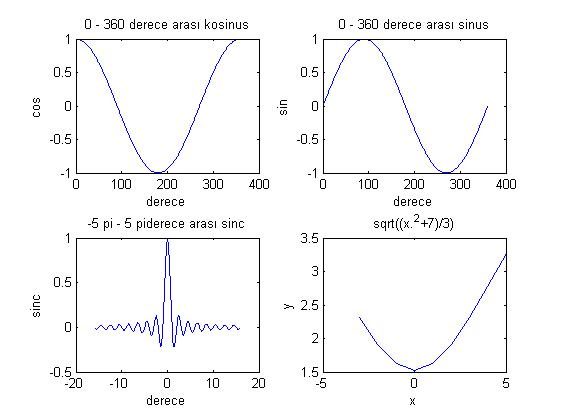 0 - 360 derece arası kosinus
1
0.5
0
-0.5
-1
cos
0 100 200 300 400
derece
0 - 360 derece arası sinus
1
0.5
0
-0.5
-1
sin
0 100 200 300 400
derece
-5 pi - 5 piderece arası sinc
1
0.5
0
-0.5
sinc
-20 -10 0 10 20
derece
sqrt((x.²+7)/3)
3.5
3
2.5
2
1.5
y
-5 0 5
x